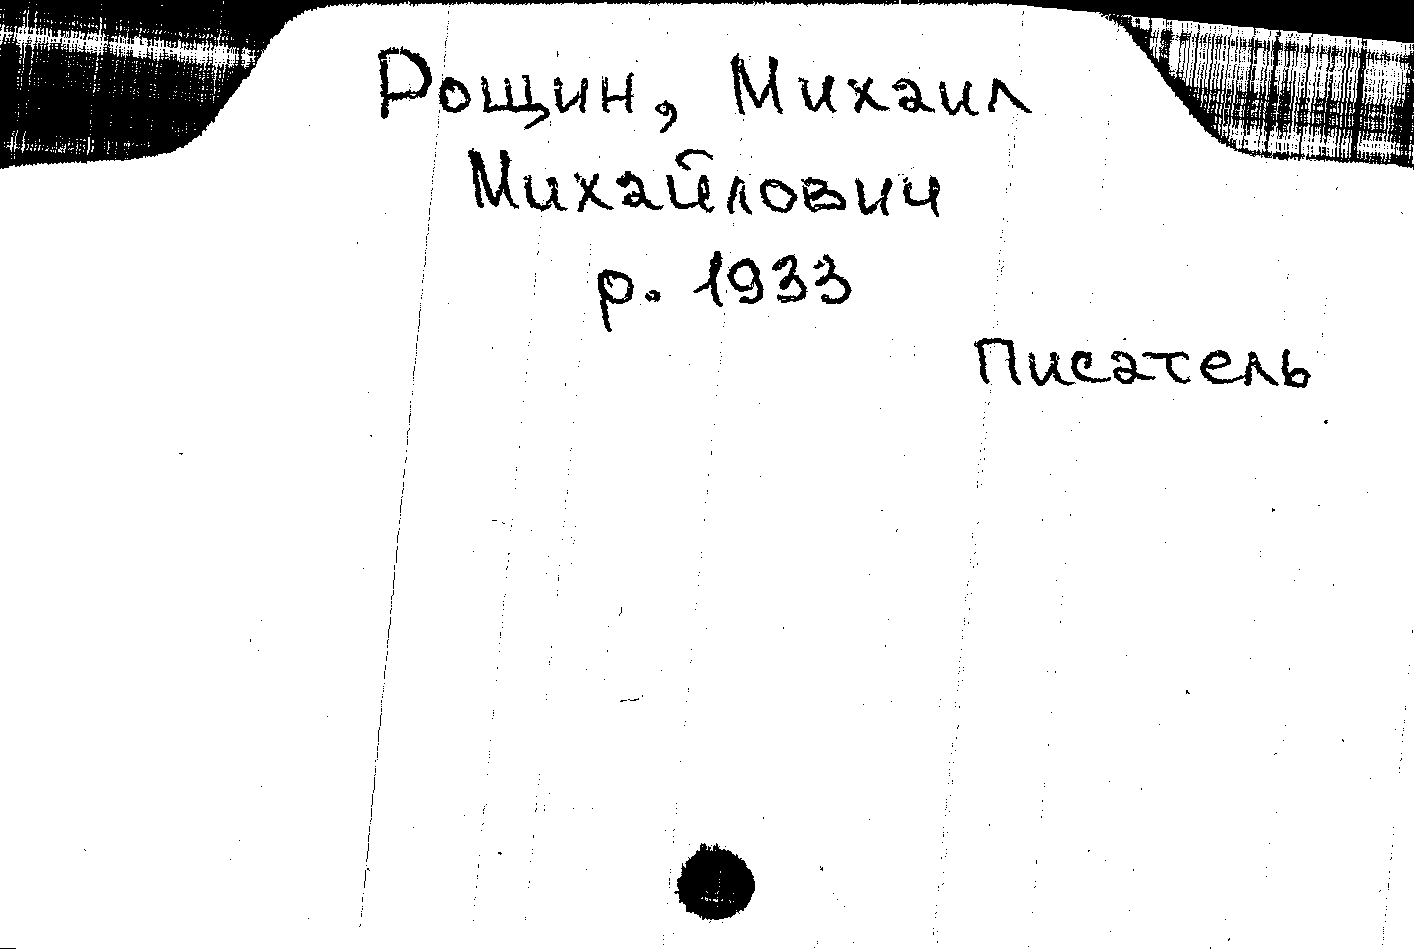 Рощин, Михаил
Михайлович
р. 1933
Писатель